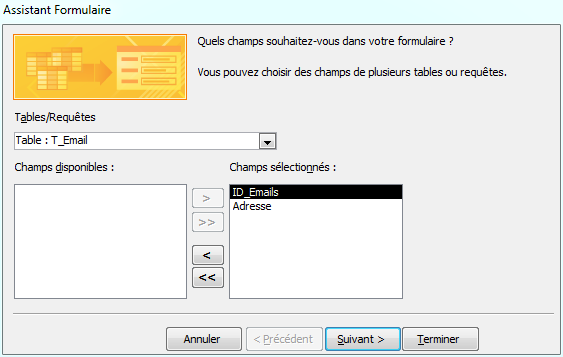 Assistant Formulaire
Quels champs souhaitez-vous dans votre formulaire ?
Vous pouvez choisir des champs de plusieurs tables ou requêtes.
Tables/Requêtes
Table : T_Email
Champs disponibles :
Champs sélectionnés :
ID_Emails
Adresse
>
>>
<
<<
Annuler
< Précédent
Suivant >
Terminer